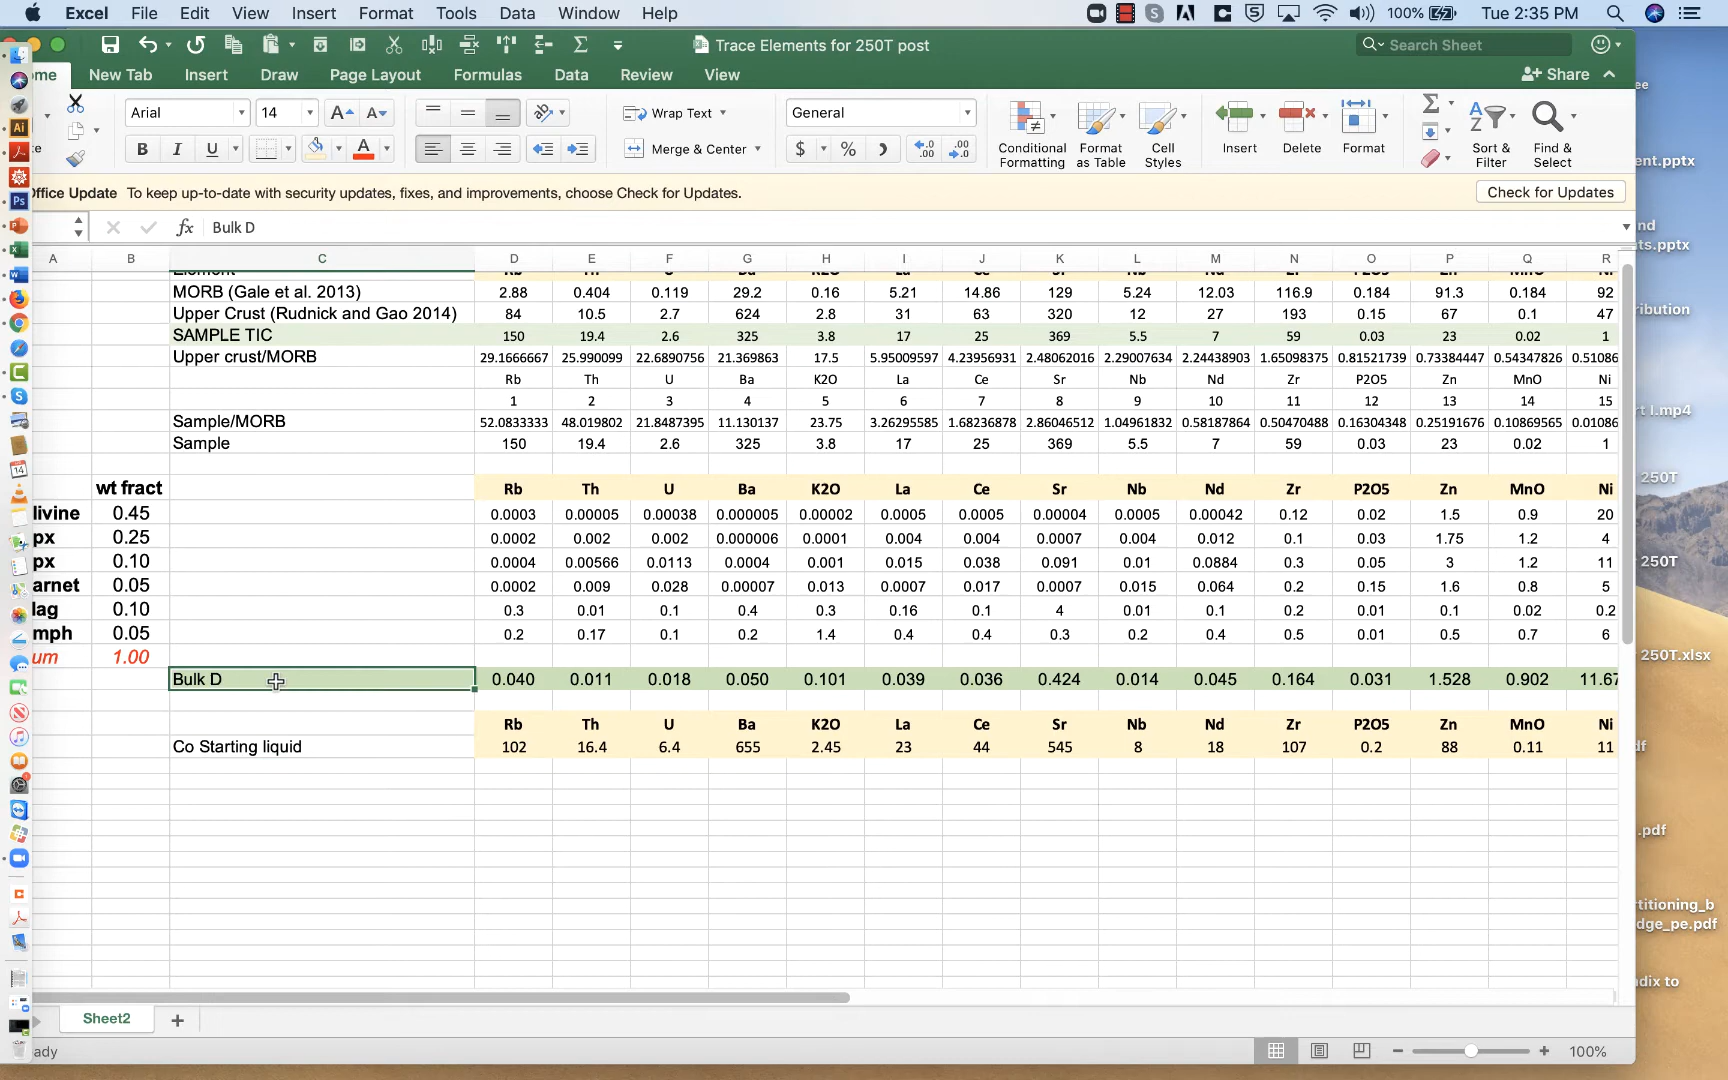 Excel File Edit View Insert Format Tools Data Window Help 100% Tue 2:35 PM
Trace Elements for 250T post
Search Sheet
ome New Tab Insert Draw Page Layout Formulas Data Review View Share
Arial 14 Wrap Text General
B I U A Merge & Center $ %
Conditional Formatting Format as Table Cell Styles Insert Delete Format Sort & Filter Find & Select
Office Update To keep up-to-date with security updates, fixes, and improvements, choose Check for Updates. Check for Updates
fx Bulk D
A B C D E F G H I J K L M N O P Q R
Element Rb Th U Ba K2O La Ce Sr Nb Nd Zr P2O5 Zn MnO Ni
MORB (Gale et al. 2013) 2.88 0.404 0.119 29.2 0.16 5.21 14.86 129 5.24 12.03 116.9 0.184 91.3 0.184 92
Upper Crust (Rudnick and Gao 2014) 84 10.5 2.7 624 2.8 31 63 320 12 27 193 0.15 67 0.1 47
SAMPLE TIC 150 19.4 2.6 325 3.8 17 25 369 5.5 7 59 0.03 23 0.02 1
Upper crust/MORB 29.1666667 25.990099 22.6890756 21.369863 17.5 5.95009597 4.23956931 2.48062016 2.29007634 2.24438903 1.65098375 0.81521739 0.73384447 0.54347826 0.51086
Rb Th U Ba K2O La Ce Sr Nb Nd Zr P2O5 Zn MnO Ni
1 2 3 4 5 6 7 8 9 10 11 12 13 14 15
Sample/MORB 52.0833333 48.019802 21.8487395 11.130137 23.75 3.26295585 1.68236878 2.86046512 1.04961832 0.58187864 0.50470488 0.16304348 0.25191676 0.10869565 0.01086
Sample 150 19.4 2.6 325 3.8 17 25 369 5.5 7 59 0.03 23 0.02 1
wt fract Rb Th U Ba K2O La Ce Sr Nb Nd Zr P2O5 Zn MnO Ni
livine 0.45 0.0003 0.00005 0.00038 0.000005 0.00002 0.0005 0.0005 0.00004 0.0005 0.00042 0.12 0.02 1.5 0.9 20
px 0.25 0.0002 0.002 0.002 0.000006 0.0001 0.004 0.004 0.0007 0.004 0.012 0.1 0.03 1.75 1.2 4
px 0.10 0.0004 0.00566 0.0113 0.0004 0.001 0.015 0.038 0.091 0.01 0.0884 0.3 0.05 3 1.2 11
arnet 0.05 0.0002 0.009 0.028 0.00007 0.013 0.0007 0.017 0.0007 0.015 0.064 0.2 0.15 1.6 0.8 5
lag 0.10 0.3 0.01 0.1 0.4 0.3 0.16 0.1 4 0.01 0.1 0.2 0.01 0.1 0.02 0.2
mph 0.05 0.2 0.17 0.1 0.2 1.4 0.4 0.4 0.3 0.2 0.4 0.5 0.01 0.5 0.7 6
um 1.00
Bulk D 0.040 0.011 0.018 0.050 0.101 0.039 0.036 0.424 0.014 0.045 0.164 0.031 1.528 0.902 11.67
Rb Th U Ba K2O La Ce Sr Nb Nd Zr P2O5 Zn MnO Ni
Co Starting liquid 102 16.4 6.4 655 2.45 23 44 545 8 18 107 0.2 88 0.11 11
Sheet2 +
ady 100%
ee
ent.pptx
nd
ts.pptx
ribution
rt I.mp4
250T
250T
250T.xlsx
df
.pdf
titioning_b
dge_pe.pdf
dix to